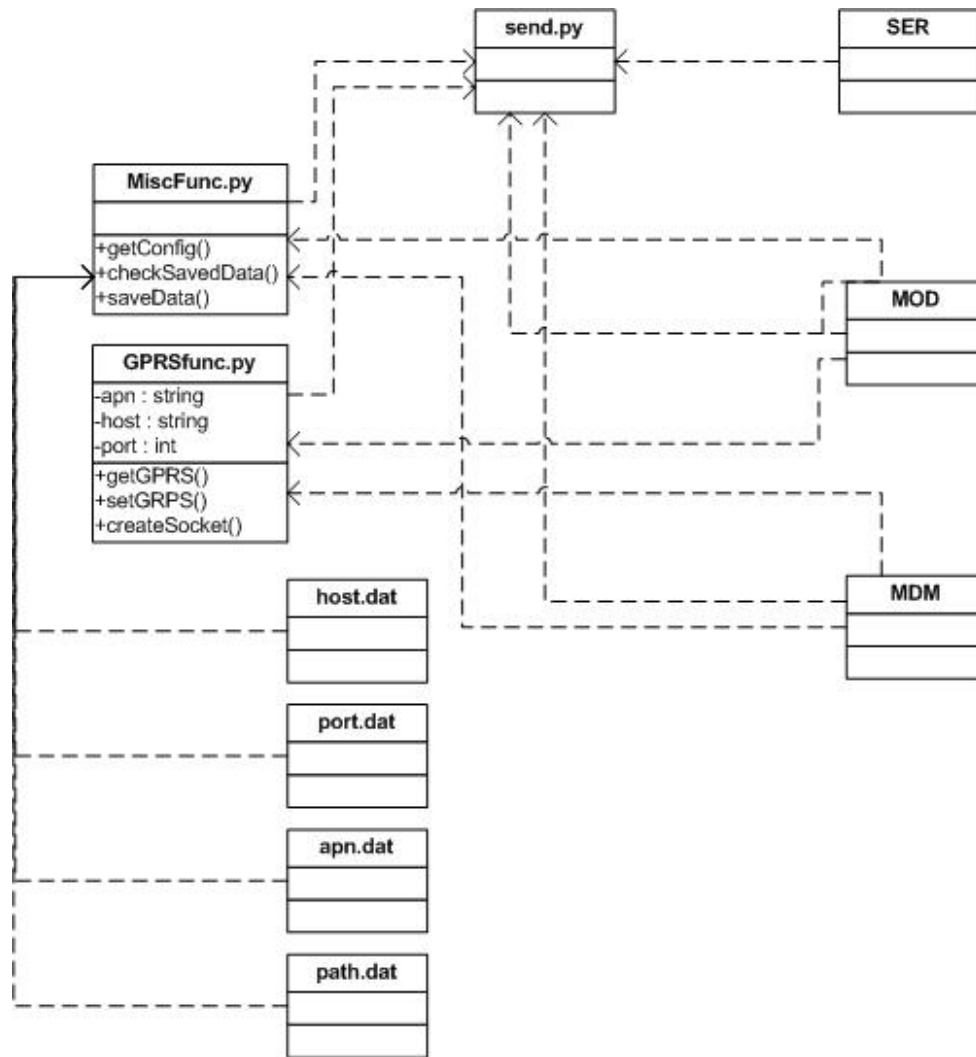 send.py
SER
MiscFunc.py
+getConfig()
+checkSavedData()
+saveData()
MOD
GPRSfunc.py
-apn : string
-host : string
-port : int
+getGPRS()
+setGRPS()
+createSocket()
MDM
host.dat
port.dat
apn.dat
path.dat